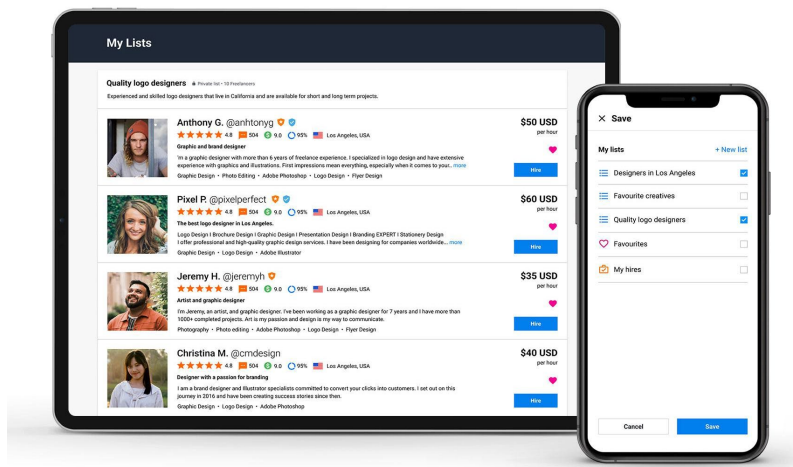 My Lists
Quality logo designers Private list • 10 Freelancers
Experienced and skilled logo designers that live in California and are available for short and long term projects.
Anthony G. @anhtonyg
4.8 504 9.0 95% Los Angeles, USA
Graphic and brand designer
'm a graphic designer with more than 6 years of freelance experience. I specialized in logo design and have extensive
experience with graphics and illustrations. First impressions mean everything, especially when it comes to your.. more
Graphic Design • Photo Editing • Adobe Photoshop • Logo Design • Flyer Design
$50 USD
per hour
Hire
Pixel P. @pixelperfect
4.8 504 9.0 95% Los Angeles, USA
The best logo designer in Los Angeles.
Logo Design I Brochure Design I Graphic Design I Presentation Design I Branding EXPERT I Stationery Design
I offer professional and high-quality graphic design services. I have been designing for companies worldwide... more
Graphic Design • Logo Design • Adobe Illustrator
$60 USD
per hour
Hire
Jeremy H. @jeremyh
4.8 504 9.0 95% Los Angeles, USA
Artist and graphic designer
I'm Jeremy, an artist, and graphic designer. I've been working as a graphic designer for 7 years and I have more than
1000+ completed projects. Art is my passion and design is my way to communicate.
Photography • Photo editing • Adobe Photoshop • Logo Design • Flyer Design
$35 USD
per hour
Hire
Christina M. @cmdesign
4.8 504 9.0 95% Los Angeles, USA
Designer with a passion for branding
I am a brand designer and illustrator specialists committed to convert your clicks into customers. I set out on this
journey in 2016 and have been creating success stories since then.
Graphic Design • Logo Design • Adobe Photoshop
$40 USD
per hour
Hire
Save
My lists + New list
Designers in Los Angeles
Favourite creatives
Quality logo designers
Favourites
My hires
Cancel Save